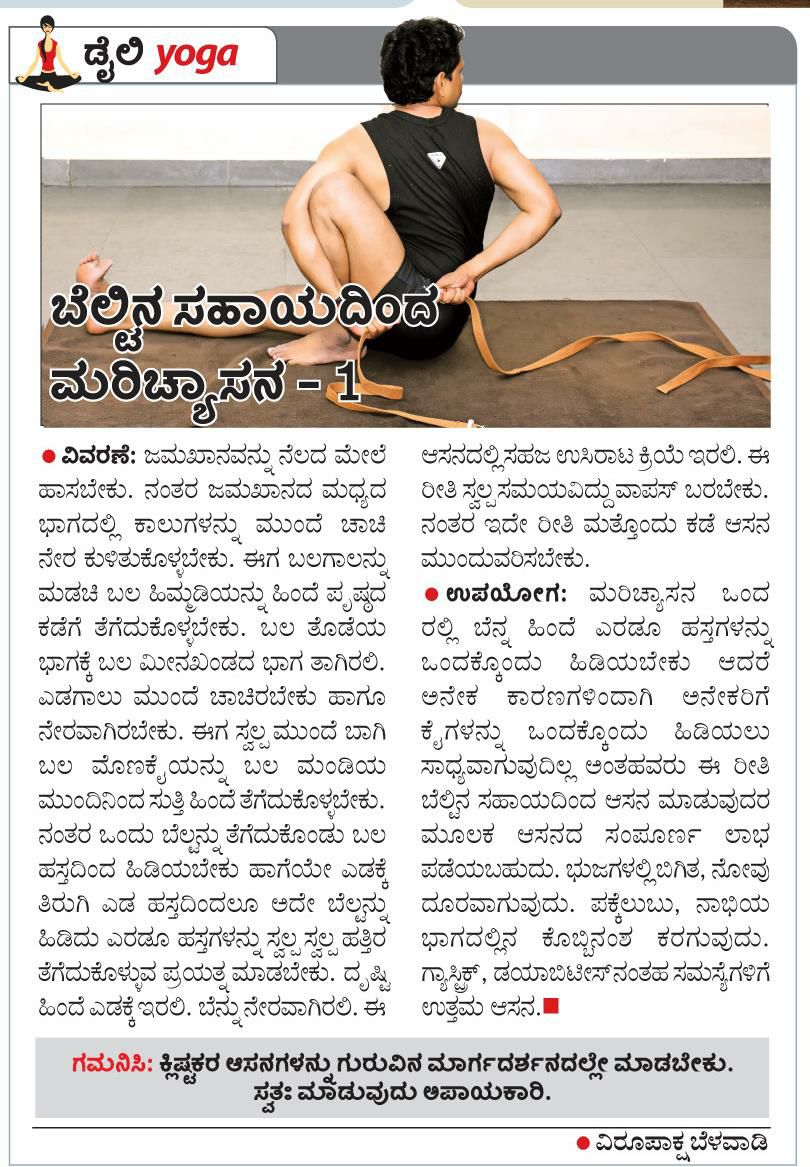 ಡೈಲಿ yoga
ಬೆಲ್ಟಿನ ಸಹಾಯದಿಂದ
ಮರಿಚ್ಯಾಸನ – 1
● ವಿವರಣೆ: ಜಮಖಾನವನ್ನು ನೆಲದ ಮೇಲೆ
ಹಾಸಬೇಕು. ನಂತರ ಜಮಖಾನದ ಮಧ್ಯದ
ಭಾಗದಲ್ಲಿ ಕಾಲುಗಳನ್ನು ಮುಂದೆ ಚಾಚಿ
ನೇರ ಕುಳಿತುಕೊಳ್ಳಬೇಕು. ಈಗ ಬಲಗಾಲನ್ನು
ಮಡಚಿ ಬಲ ಹಿಮ್ಮಡಿಯನ್ನು ಹಿಂದೆ ಪೃಷ್ಠದ
ಕಡೆಗೆ ತೆಗೆದುಕೊಳ್ಳಬೇಕು. ಬಲ ತೊಡೆಯ
ಭಾಗಕ್ಕೆ ಬಲ ಮೀನಖಂಡದ ಭಾಗ ತಾಗಿರಲಿ.
ಎಡಗಾಲು ಮುಂದೆ ಚಾಚಿರಬೇಕು ಹಾಗೂ
ನೇರವಾಗಿರಬೇಕು. ಈಗ ಸ್ವಲ್ಪ ಮುಂದೆ ಬಾಗಿ
ಬಲ ಮೊಣಕೈಯನ್ನು ಬಲ ಮಂಡಿಯ
ಮುಂದಿನಿಂದ ಸುತ್ತಿ ಹಿಂದೆ ತೆಗೆದುಕೊಳ್ಳಬೇಕು.
ನಂತರ ಒಂದು ಬೆಲ್ಟನ್ನು ತೆಗೆದುಕೊಂಡು ಬಲ
ಹಸ್ತದಿಂದ ಹಿಡಿಯಬೇಕು ಹಾಗೆಯೇ ಎಡಕ್ಕೆ
ತಿರುಗಿ ಎಡ ಹಸ್ತದಿಂದಲೂ ಅದೇ ಬೆಲ್ಟನ್ನು
ಹಿಡಿದು ಎರಡೂ ಹಸ್ತಗಳನ್ನು ಸ್ವಲ್ಪ ಸ್ವಲ್ಪ ಹತ್ತಿರ
ತೆಗೆದುಕೊಳ್ಳುವ ಪ್ರಯತ್ನ ಮಾಡಬೇಕು. ದೃಷ್ಟಿ
ಹಿಂದೆ ಎಡಕ್ಕೆ ಇರಲಿ. ಬೆನ್ನು ನೇರವಾಗಿರಲಿ. ಈ
ಆಸನದಲ್ಲಿ ಸಹಜ ಉಸಿರಾಟ ಕ್ರಿಯೆ ಇರಲಿ. ಈ
ರೀತಿ ಸ್ವಲ್ಪ ಸಮಯವಿದ್ದು ವಾಪಸ್ ಬರಬೇಕು.
ನಂತರ ಇದೇ ರೀತಿ ಮತ್ತೊಂದು ಕಡೆ ಆಸನ
ಮುಂದುವರಿಸಬೇಕು.
● ಉಪಯೋಗ: ಮರಿಚ್ಯಾಸನ ಒಂದ
ರಲ್ಲಿ ಬೆನ್ನ ಹಿಂದೆ ಎರಡೂ ಹಸ್ತಗಳನ್ನು
ಒಂದಕ್ಕೊಂದು ಹಿಡಿಯಬೇಕು ಆದರೆ
ಅನೇಕ ಕಾರಣಗಳಿಂದಾಗಿ ಅನೇಕರಿಗೆ
ಕೈಗಳನ್ನು ಒಂದಕ್ಕೊಂದು ಹಿಡಿಯಲು
ಸಾಧ್ಯವಾಗುವುದಿಲ್ಲ ಅಂತಹವರು ಈ ರೀತಿ
ಬೆಲ್ಟಿನ ಸಹಾಯದಿಂದ ಆಸನ ಮಾಡುವುದರ
ಮೂಲಕ ಆಸನದ ಸಂಪೂರ್ಣ ಲಾಭ
ಪಡೆಯಬಹುದು. ಭುಜಗಳಲ್ಲಿ ಬಿಗಿತ, ನೋವು
ದೂರವಾಗುವುದು. ಪಕ್ಕೆಲುಬು, ನಾಭಿಯ
ಭಾಗದಲ್ಲಿನ ಕೊಬ್ಬಿನಂಶ ಕರಗುವುದು.
ಗ್ಯಾಸ್ಟ್ರಿಕ್, ಡಯಾಬಿಟೀಸ್‌ನಂತಹ ಸಮಸ್ಯೆಗಳಿಗೆ
ಉತ್ತಮ ಆಸನ.■
ಗಮನಿಸಿ: ಕ್ಲಿಷ್ಟಕರ ಆಸನಗಳನ್ನು ಗುರುವಿನ ಮಾರ್ಗದರ್ಶನದಲ್ಲೇ ಮಾಡಬೇಕು.
ಸ್ವತಃ ಮಾಡುವುದು ಅಪಾಯಕಾರಿ.
● ವಿರೂಪಾಕ್ಷ ಬೆಳವಾಡಿ